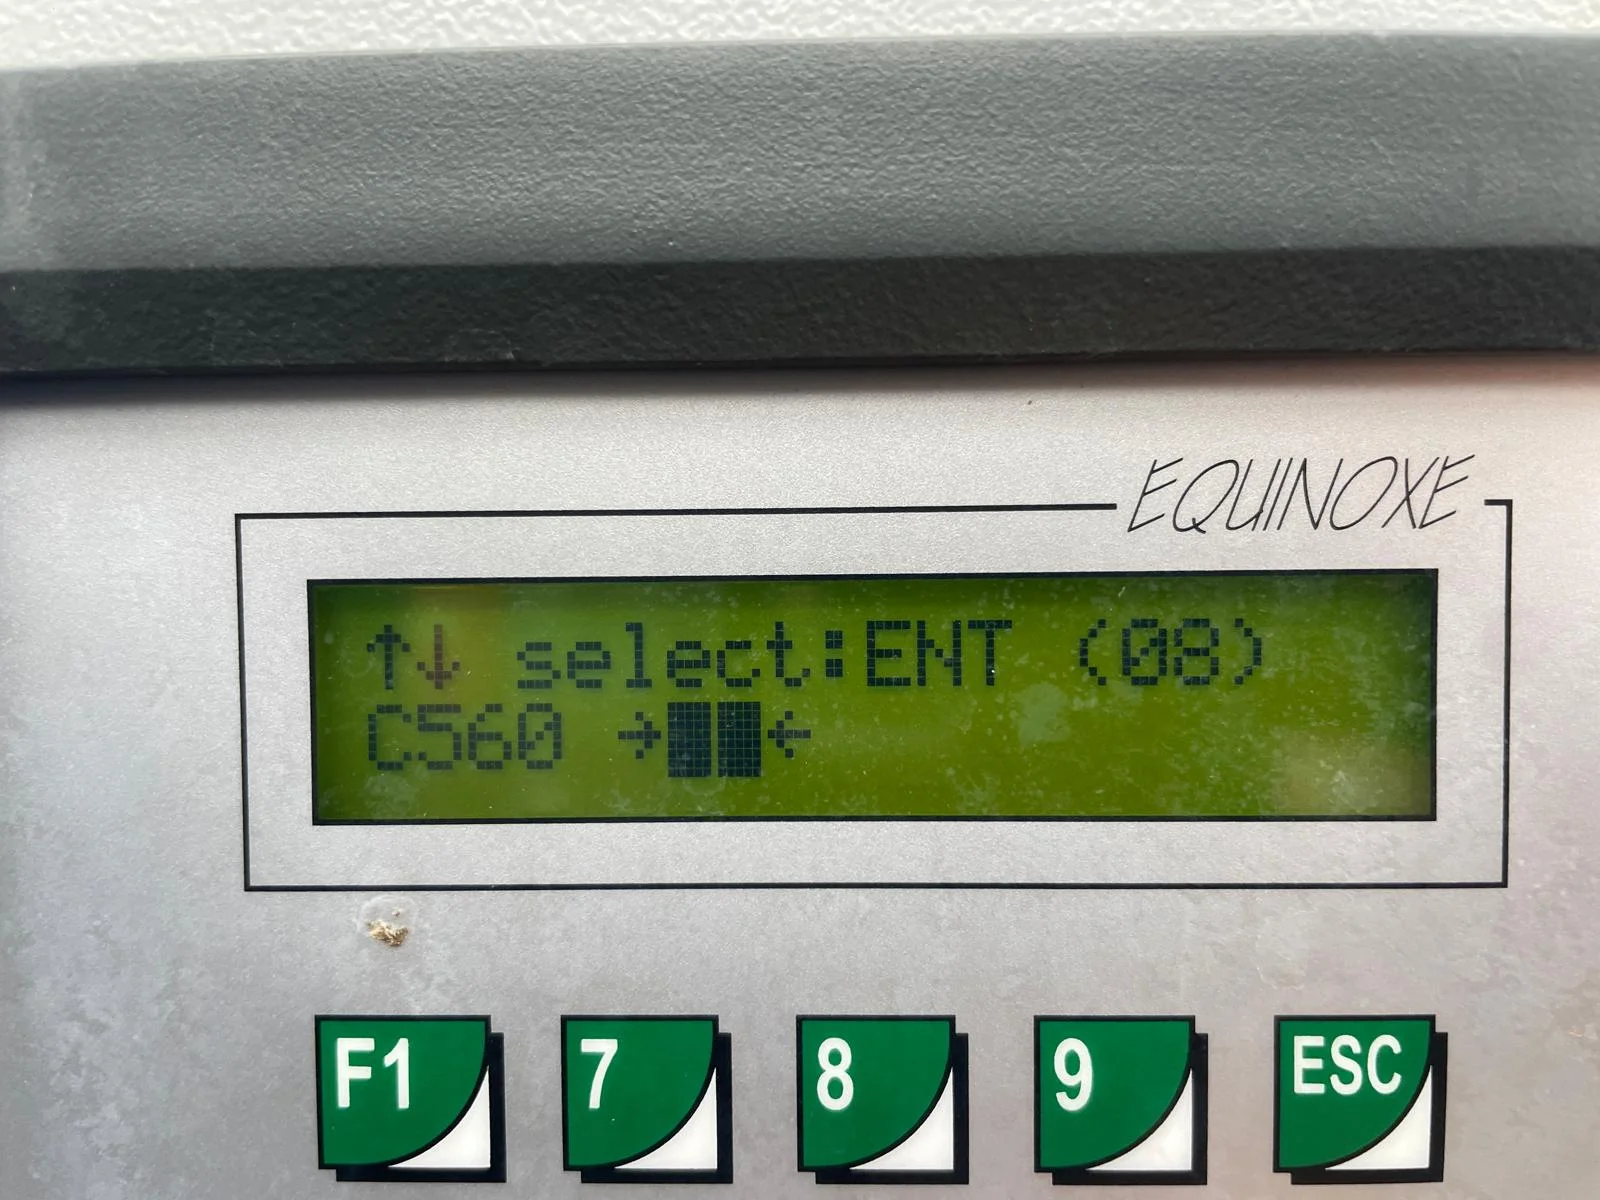 EQUINOXE
↑↓ select:ENT (08)
C560 →██←
F1 7 8 9 ESC